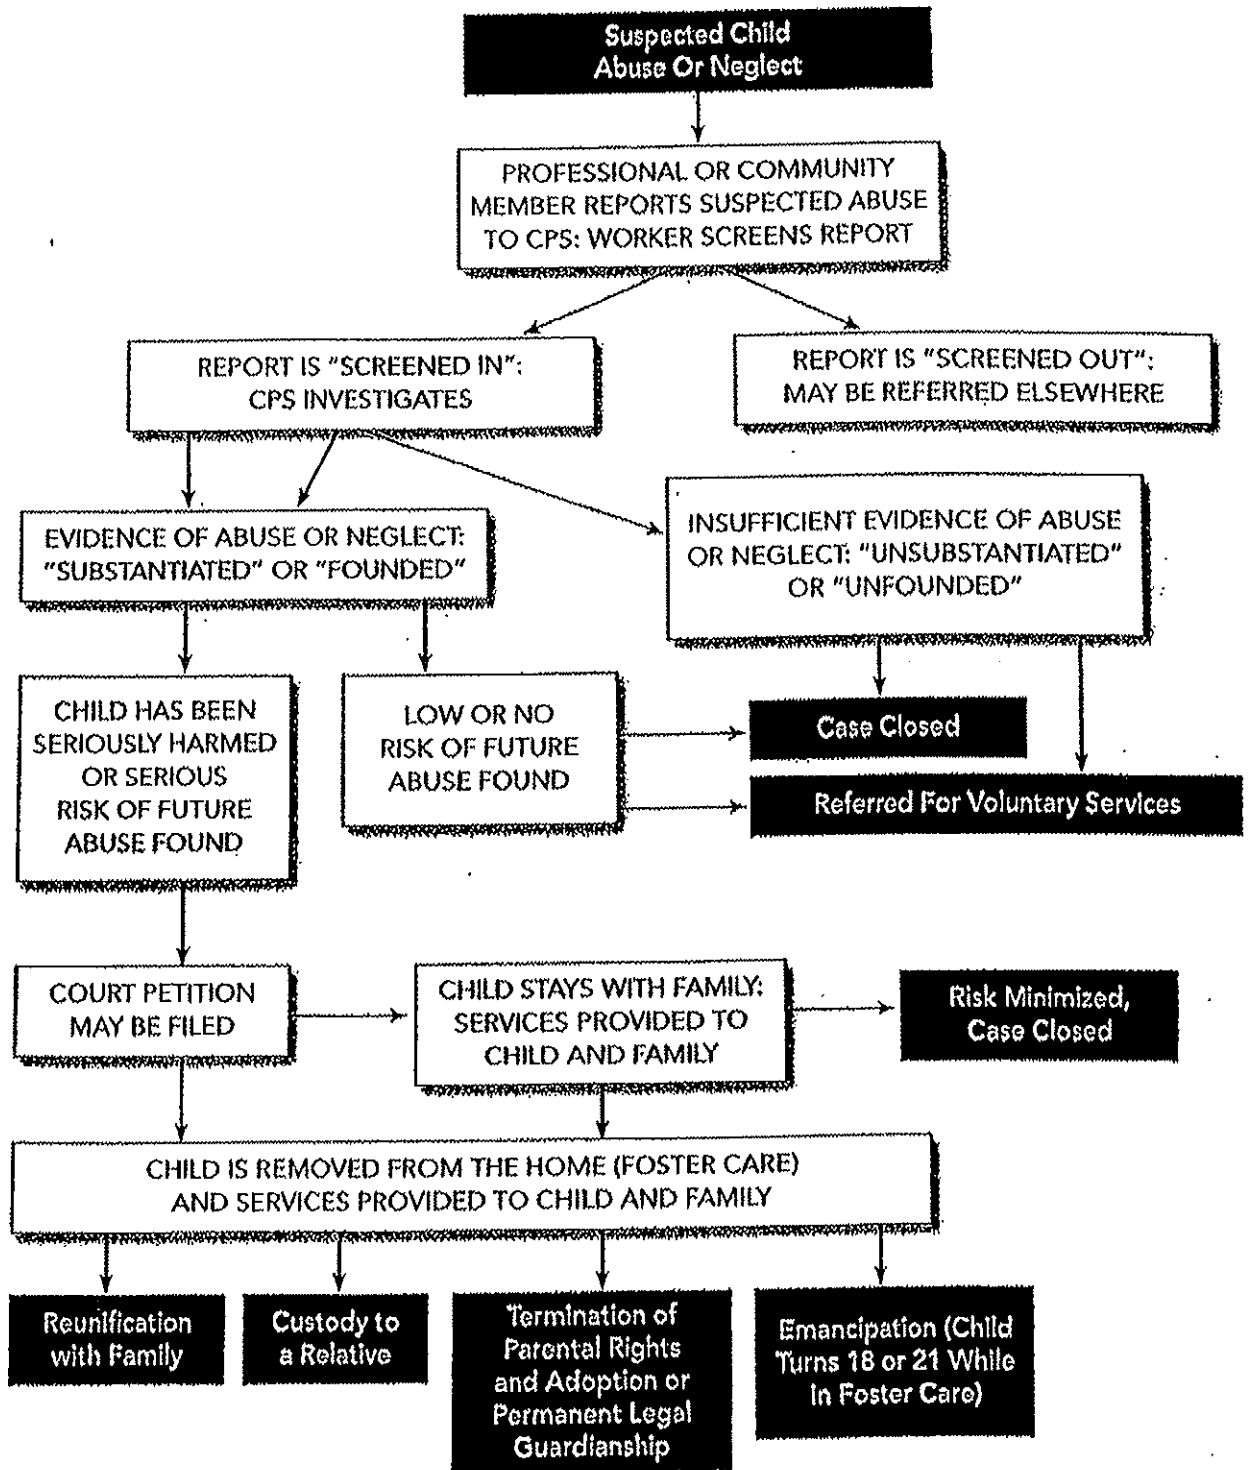 Suspected Child
Abuse Or Neglect
PROFESSIONAL OR COMMUNITY
MEMBER REPORTS SUSPECTED ABUSE
TO CPS: WORKER SCREENS REPORT
REPORT IS "SCREENED IN":
CPS INVESTIGATES
REPORT IS "SCREENED OUT":
MAY BE REFERRED ELSEWHERE
EVIDENCE OF ABUSE OR NEGLECT:
"SUBSTANTIATED" OR "FOUNDED"
INSUFFICIENT EVIDENCE OF ABUSE
OR NEGLECT: "UNSUBSTANTIATED"
OR "UNFOUNDED"
CHILD HAS BEEN
SERIOUSLY HARMED
OR SERIOUS
RISK OF FUTURE
ABUSE FOUND
LOW OR NO
RISK OF FUTURE
ABUSE FOUND
Case Closed
Referred For Voluntary Services
COURT PETITION
MAY BE FILED
CHILD STAYS WITH FAMILY:
SERVICES PROVIDED TO
CHILD AND FAMILY
Risk Minimized,
Case Closed
CHILD IS REMOVED FROM THE HOME (FOSTER CARE)
AND SERVICES PROVIDED TO CHILD AND FAMILY
Reunification
with Family
Custody to
a Relative
Termination of
Parental Rights
and Adoption or
Permanent Legal
Guardianship
Emancipation (Child
Turns 18 or 21 While
in Foster Care)